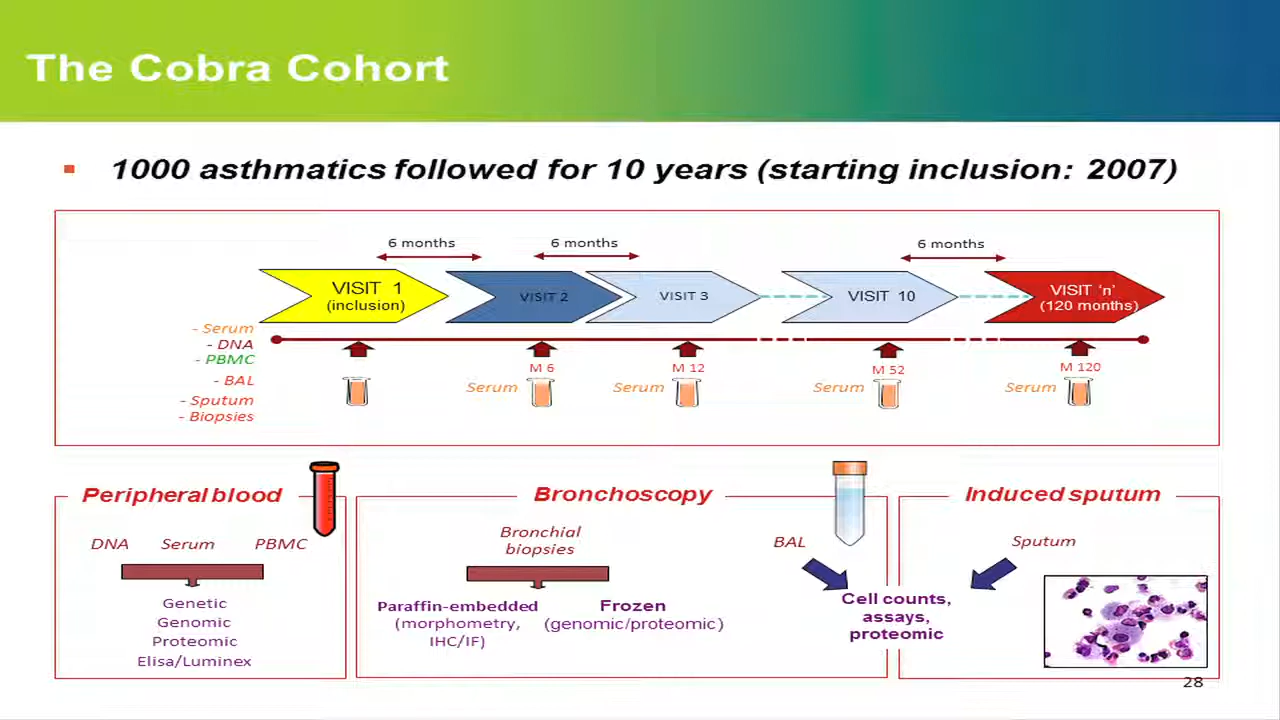 The Cobra Cohort
1000 asthmatics followed for 10 years (starting inclusion: 2007)
6 months
6 months
6 months
VISIT 1
(inclusion)
VISIT 2
VISIT 3
VISIT 10
VISIT 'n'
(120 months)
- Serum
- DNA
- PBMC
- BAL
- Sputum
- Biopsies
M 6
M 12
M 52
M 120
Serum
Serum
Serum
Serum
Peripheral blood
DNA Serum PBMC
Genetic
Genomic
Proteomic
Elisa/Luminex
Bronchoscopy
Bronchial
biopsies
Paraffin-embedded
(morphometry,
IHC/IF)
Frozen
(genomic/proteomic)
BAL
Induced sputum
Sputum
Cell counts,
assays,
proteomic
28